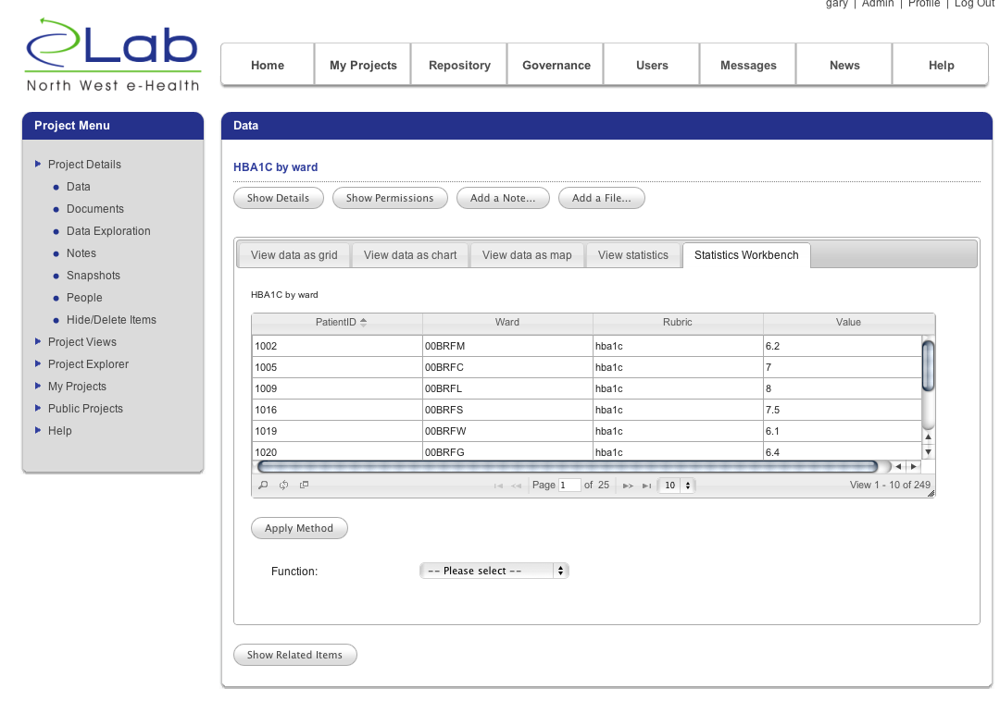 gary | Admin | Profile | Log Out
eLab
North West e-Health
Home My Projects Repository Governance Users Messages News Help
Project Menu
Project Details
Data
Documents
Data Exploration
Notes
Snapshots
People
Hide/Delete Items
Project Views
Project Explorer
My Projects
Public Projects
Help
Data
HBA1C by ward
Show Details Show Permissions Add a Note... Add a File...
View data as grid View data as chart View data as map View statistics Statistics Workbench
HBA1C by ward
PatientID Ward Rubric Value
1002 00BRFM hba1c 6.2
1005 00BRFC hba1c 7
1009 00BRFL hba1c 8
1016 00BRFS hba1c 7.5
1019 00BRFW hba1c 6.1
1020 00BRFG hba1c 6.4
Page 1 of 25 10 View 1 - 10 of 249
Apply Method
Function: -- Please select --
Show Related Items